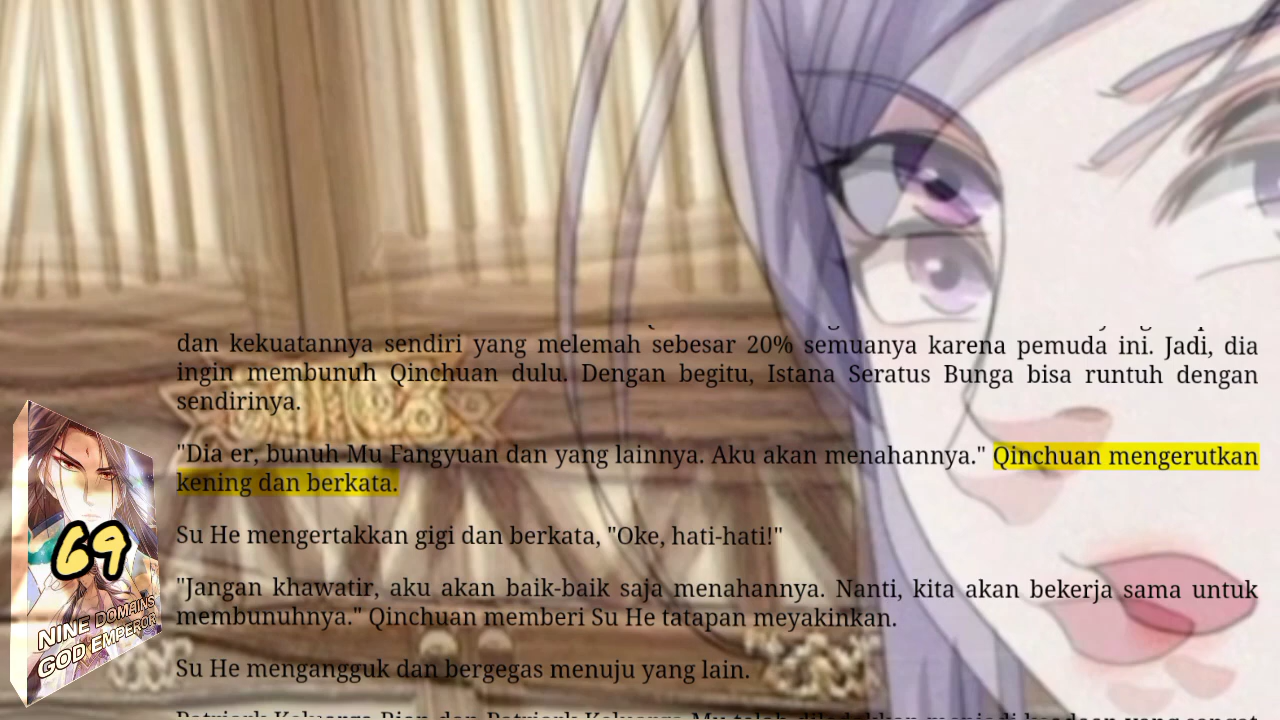 dan kekuatannya sendiri yang melemah sebesar 20% semuanya karena pemuda ini. Jadi, dia
ingin membunuh Qinchuan dulu. Dengan begitu, Istana Seratus Bunga bisa runtuh dengan
sendirinya.
"Dia er, bunuh Mu Fangyuan dan yang lainnya. Aku akan menahannya." Qinchuan mengerutkan
kening dan berkata.
Su He mengertakkan gigi dan berkata, "Oke, hati-hati!"
"Jangan khawatir, aku akan baik-baik saja menahannya. Nanti, kita akan bekerja sama untuk
membunuhnya." Qinchuan memberi Su He tatapan meyakinkan.
Su He mengangguk dan bergegas menuju yang lain.
69
NINE DOMAINS
GOD EMPEROR